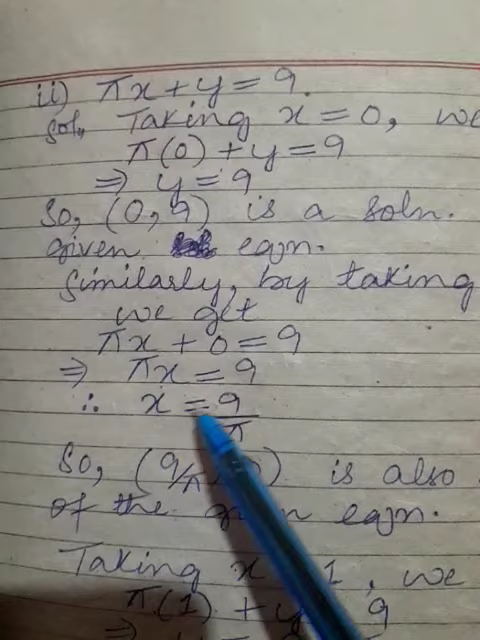 ii) πx + y = 9.
sol. Taking x = 0, we
π(0) + y = 9
⇒ y = 9
So, (0, 9) is a soln.
given eqn.
Similarly, by taking
we get
πx + 0 = 9
⇒ πx = 9
∴ x = 9/π
So, (9/π, 0) is also
of the given eqn.
Taking x 1, we
π(1) + y 9
⇒